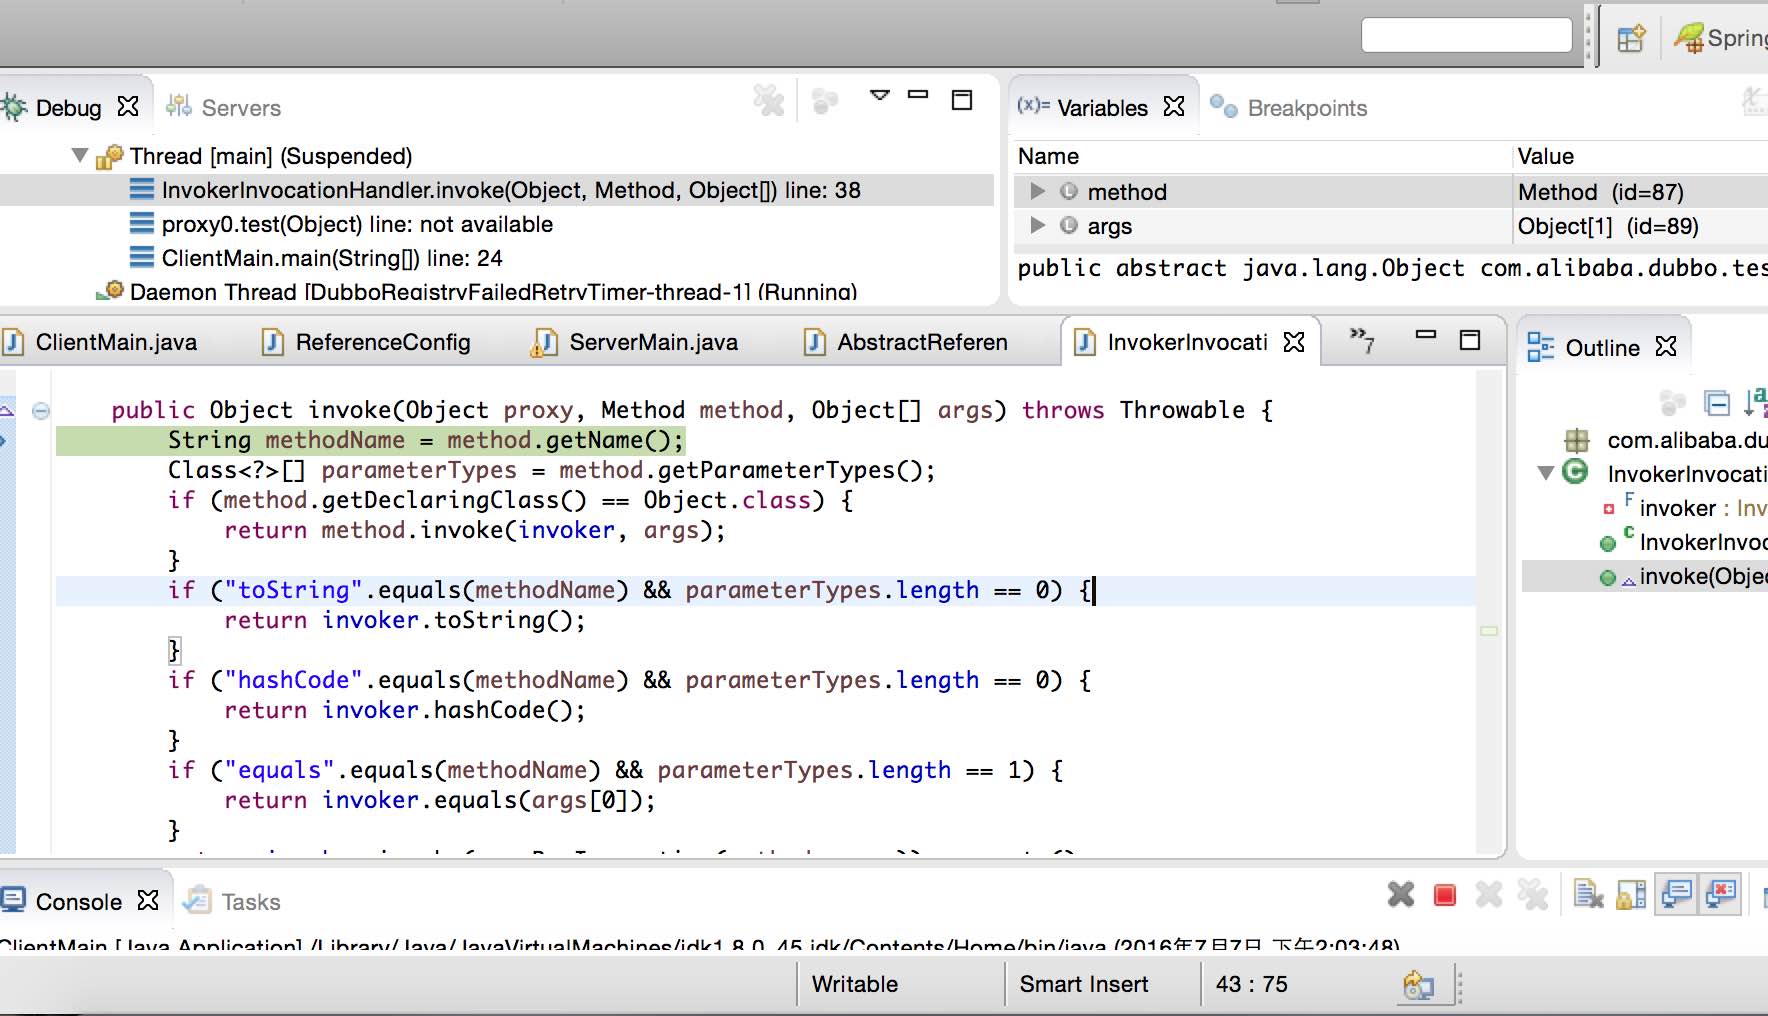 Spring
Debug
Servers
Thread [main] (Suspended)
InvokerInvocationHandler.invoke(Object, Method, Object[]) line: 38
proxy0.test(Object) line: not available
ClientMain.main(String[]) line: 24
Daemon Thread [DubboRegistryFailedRetryTimer-thread-1] (Running)
(x)= Variables
Breakpoints
Name Value
method Method (id=87)
args Object[1] (id=89)
public abstract java.lang.Object com.alibaba.dubbo.tes
ClientMain.java
ReferenceConfig
ServerMain.java
AbstractReferen
InvokerInvocati
»7
public Object invoke(Object proxy, Method method, Object[] args) throws Throwable {
String methodName = method.getName();
Class<?>[] parameterTypes = method.getParameterTypes();
if (method.getDeclaringClass() == Object.class) {
return method.invoke(invoker, args);
}
if ("toString".equals(methodName) && parameterTypes.length == 0) {
return invoker.toString();
}
if ("hashCode".equals(methodName) && parameterTypes.length == 0) {
return invoker.hashCode();
}
if ("equals".equals(methodName) && parameterTypes.length == 1) {
return invoker.equals(args[0]);
}
Outline
com.alibaba.du
InvokerInvocati
invoker : Inv
InvokerInvoc
invoke(Objec
Console
Tasks
ClientMain [Java Application] /Library/Java/JavaVirtualMachines/jdk1.8.0_45.jdk/Contents/Home/bin/java (2016年7月7日 下午2:03:48)
Writable
Smart Insert
43 : 75